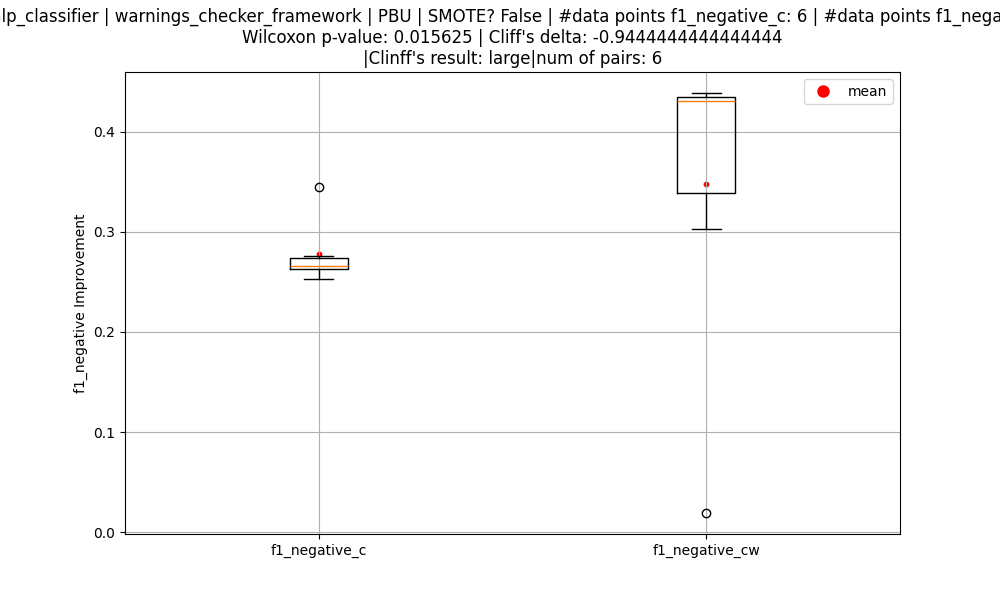 lp_classifier | warnings_checker_framework | PBU | SMOTE? False | #data points f1_negative_c: 6 | #data points f1_nega
Wilcoxon p-value: 0.015625 | Cliff's delta: -0.9444444444444444
|Clinff's result: large|num of pairs: 6
mean
f1_negative Improvement
0.4
0.3
0.2
0.1
0.0
f1_negative_c
f1_negative_cw